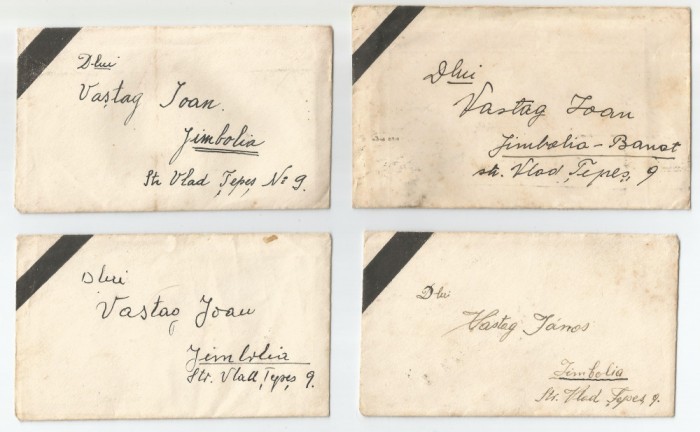 Dlui
Vaștag Ioan.
Jimbolia
Str Vlad Țepeș No 9.
Dlui
Vastag Ioan
Jimbolia-Banat
str. Vlad Țepeș, 9
Dlui
Vastag Ioan
Jimbolia
Str. Vlad Țepeș 9.
Dlui
Vastag János
Jimbolia
Str. Vlad Țepeș 9.